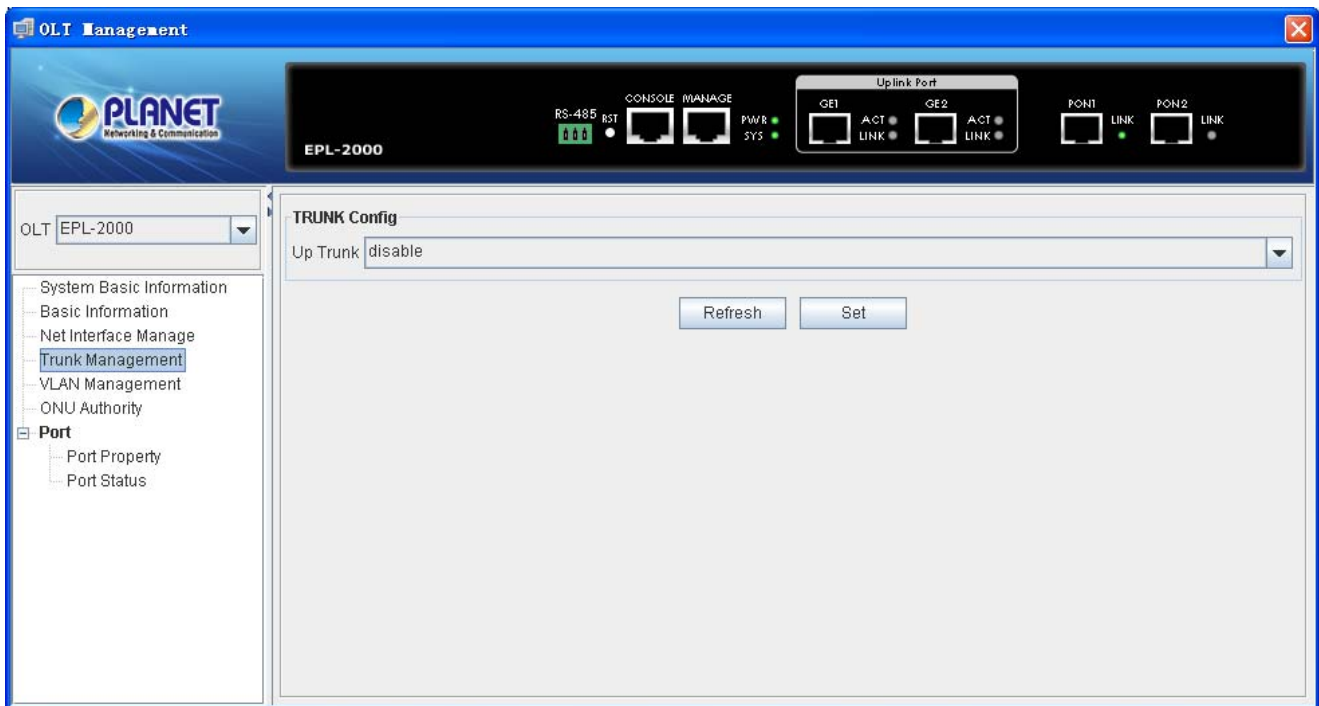 OLT Management
PLANET
Networking & Communication
EPL-2000
RS-485
RST
CONSOLE
MANAGE
PWR
SYS
Uplink Port
GE1
ACT
LINK
GE2
ACT
LINK
PON1
LINK
PON2
LINK
OLT EPL-2000
System Basic Information
Basic Information
Net Interface Manage
Trunk Management
VLAN Management
ONU Authority
Port
Port Property
Port Status
TRUNK Config
Up Trunk disable
Refresh
Set